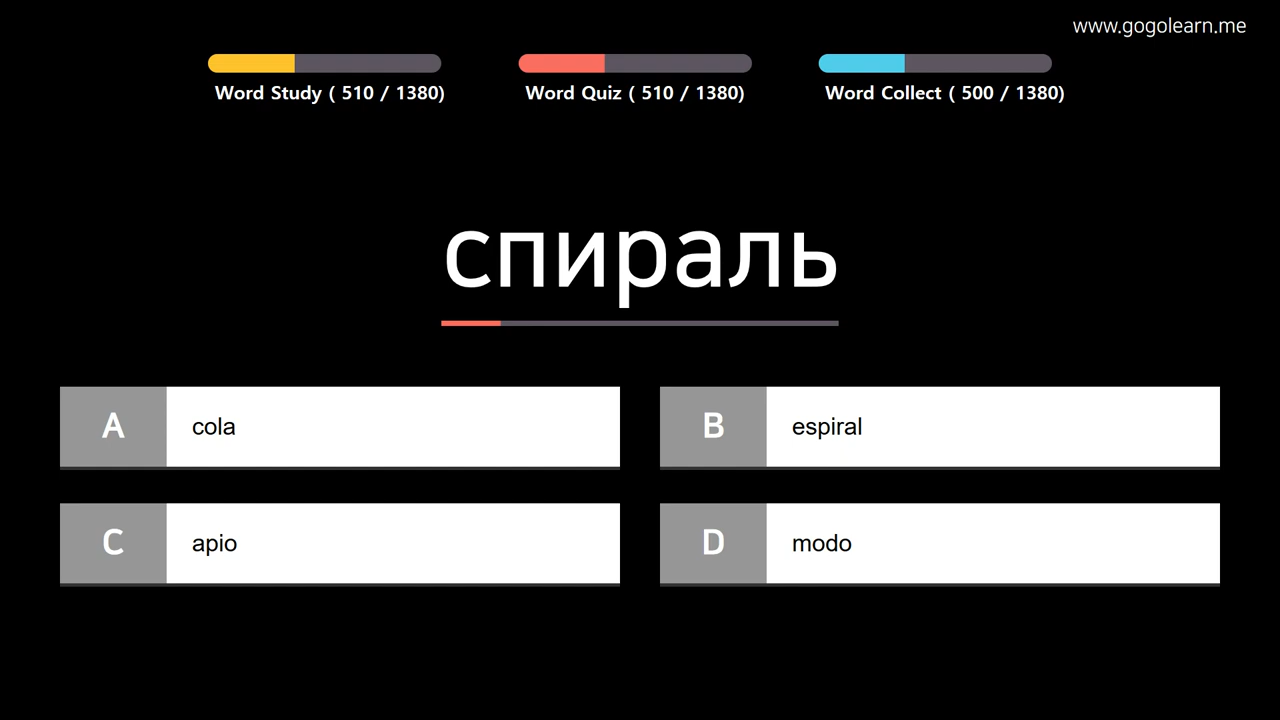 www.gogolearn.me
Word Study ( 510 / 1380)
Word Quiz ( 510 / 1380)
Word Collect ( 500 / 1380)
спираль
A cola
B espiral
C apio
D modo